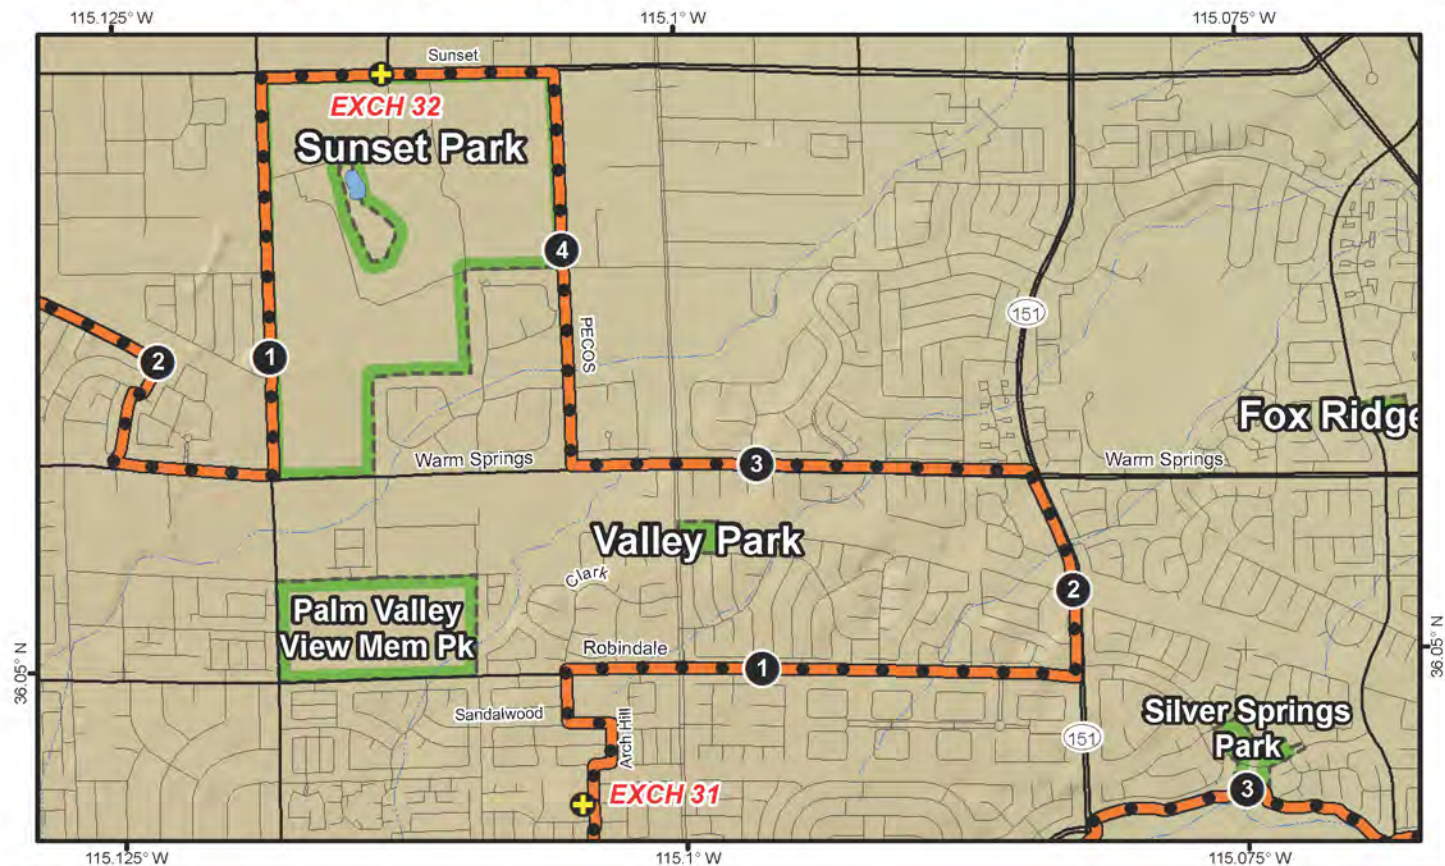 115.125° W
115.1° W
115.075° W
Sunset
EXCH 32
Sunset Park
4
151
PECOS
2
1
Fox Ridge
Warm Springs
3
Warm Springs
Valley Park
Clark
2
Palm Valley
View Mem Pk
Robindale
1
36.05° N
36.05° N
Sandalwood
Arch Hill
Silver Springs
Park
151
EXCH 31
3
115.125° W
115.1° W
115.075° W